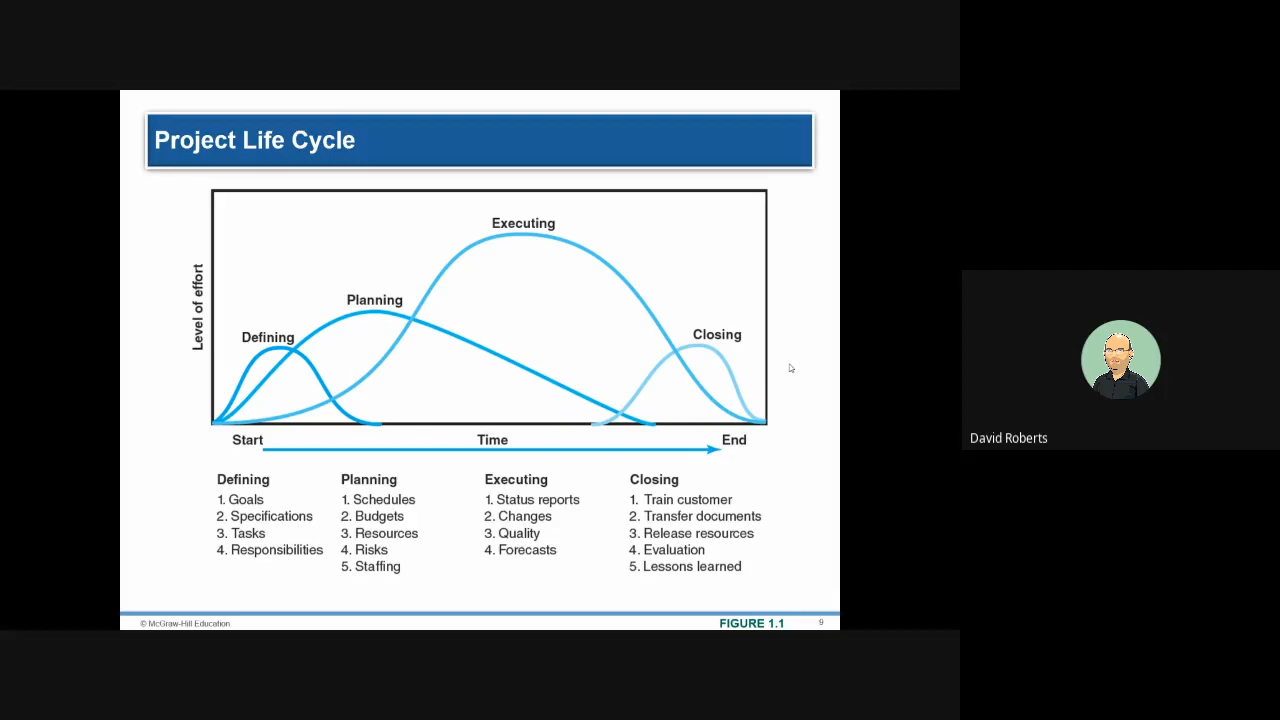 Project Life Cycle
Executing
Planning
Defining
Closing
Level of effort
Start
Time
End
Defining
1. Goals
2. Specifications
3. Tasks
4. Responsibilities
Planning
1. Schedules
2. Budgets
3. Resources
4. Risks
5. Staffing
Executing
1. Status reports
2. Changes
3. Quality
4. Forecasts
Closing
1. Train customer
2. Transfer documents
3. Release resources
4. Evaluation
5. Lessons learned
© McGraw-Hill Education
FIGURE 1.1
9
David Roberts